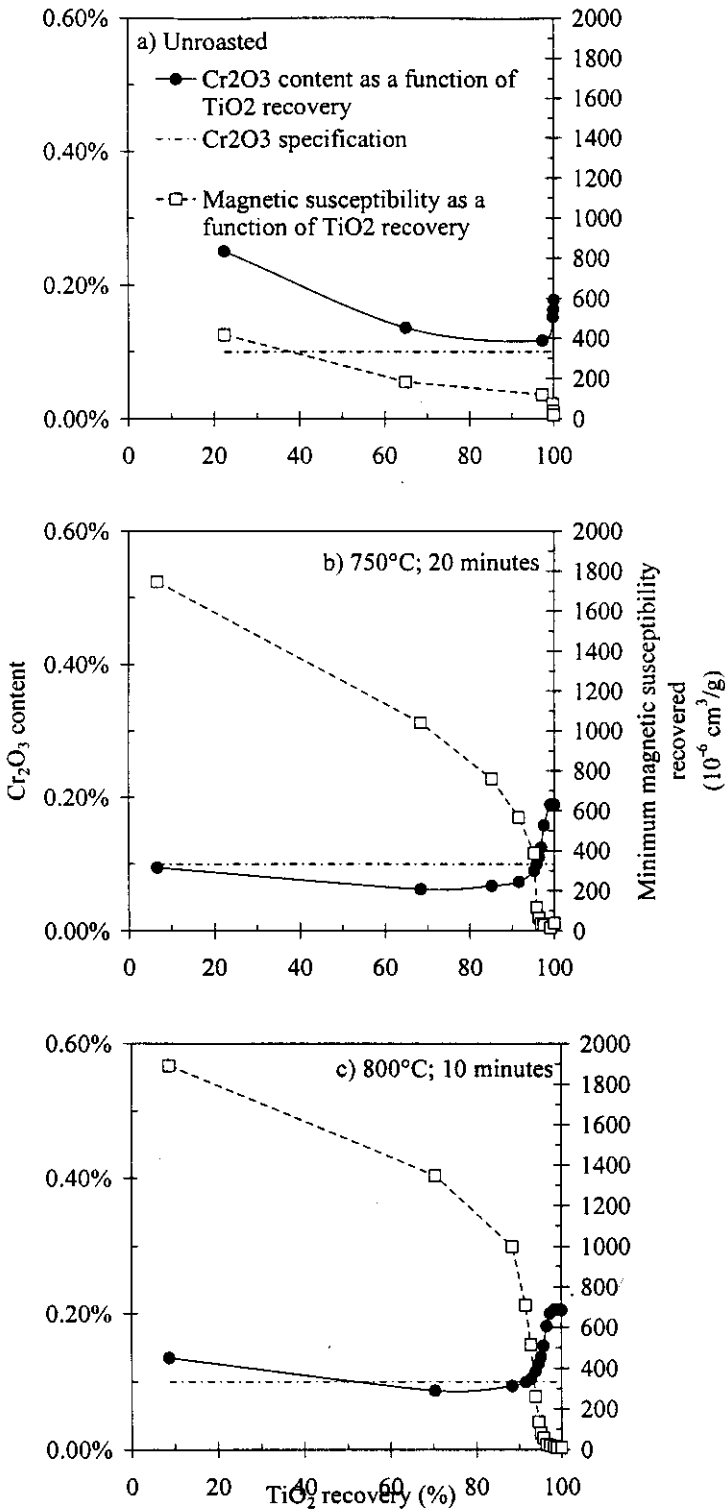 a) Unroasted
Cr2O3 content as a function of
TiO2 recovery
Cr2O3 specification
Magnetic susceptibility as a
function of TiO2 recovery
0.60%
0.40%
0.20%
0.00%
2000
1800
1600
1400
1200
1000
800
600
400
200
0
0 20 40 60 80 100
b) 750°C; 20 minutes
0.60%
0.40%
0.20%
0.00%
2000
1800
1600
1400
1200
1000
800
600
400
200
0
0 20 40 60 80 100
Cr₂O₃ content
Minimum magnetic susceptibility
recovered
(10⁻⁶ cm³/g)
c) 800°C; 10 minutes
0.60%
0.40%
0.20%
0.00%
2000
1800
1600
1400
1200
1000
800
600
400
200
0
0 20 40 60 80 100
TiO₂ recovery (%)